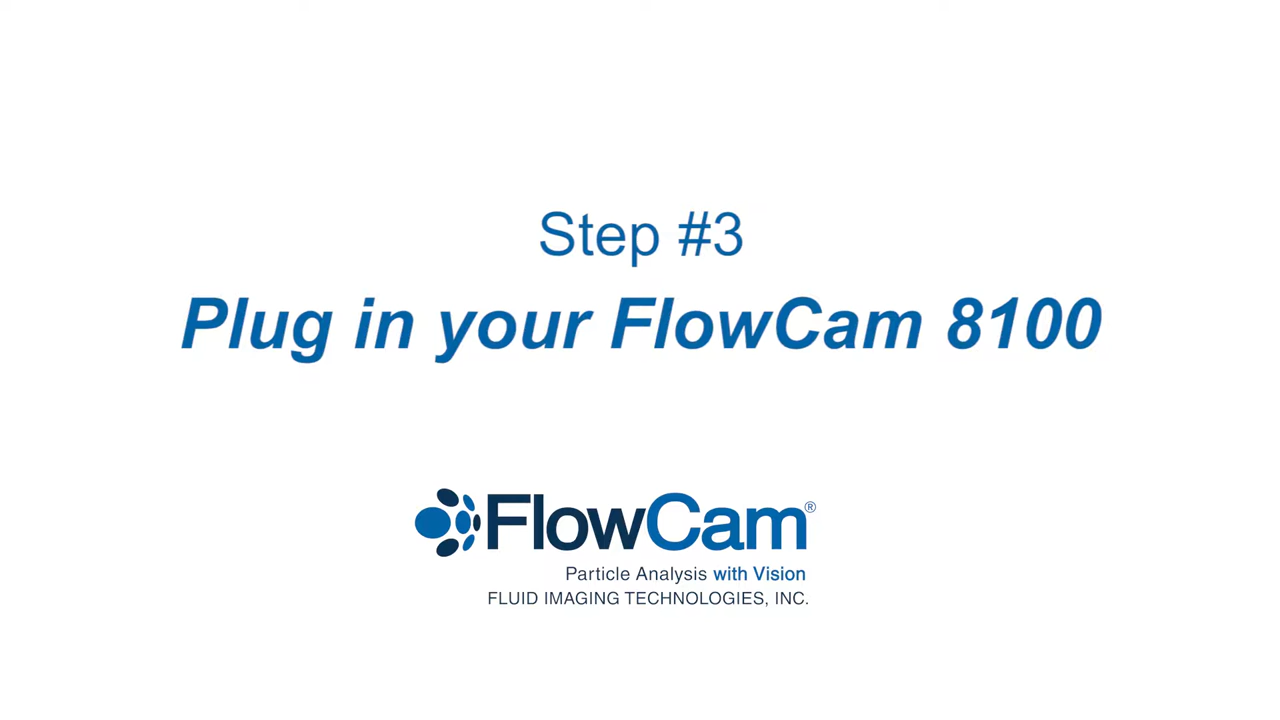 Step #3
Plug in your FlowCam 8100
FlowCam®
Particle Analysis with Vision
FLUID IMAGING TECHNOLOGIES, INC.